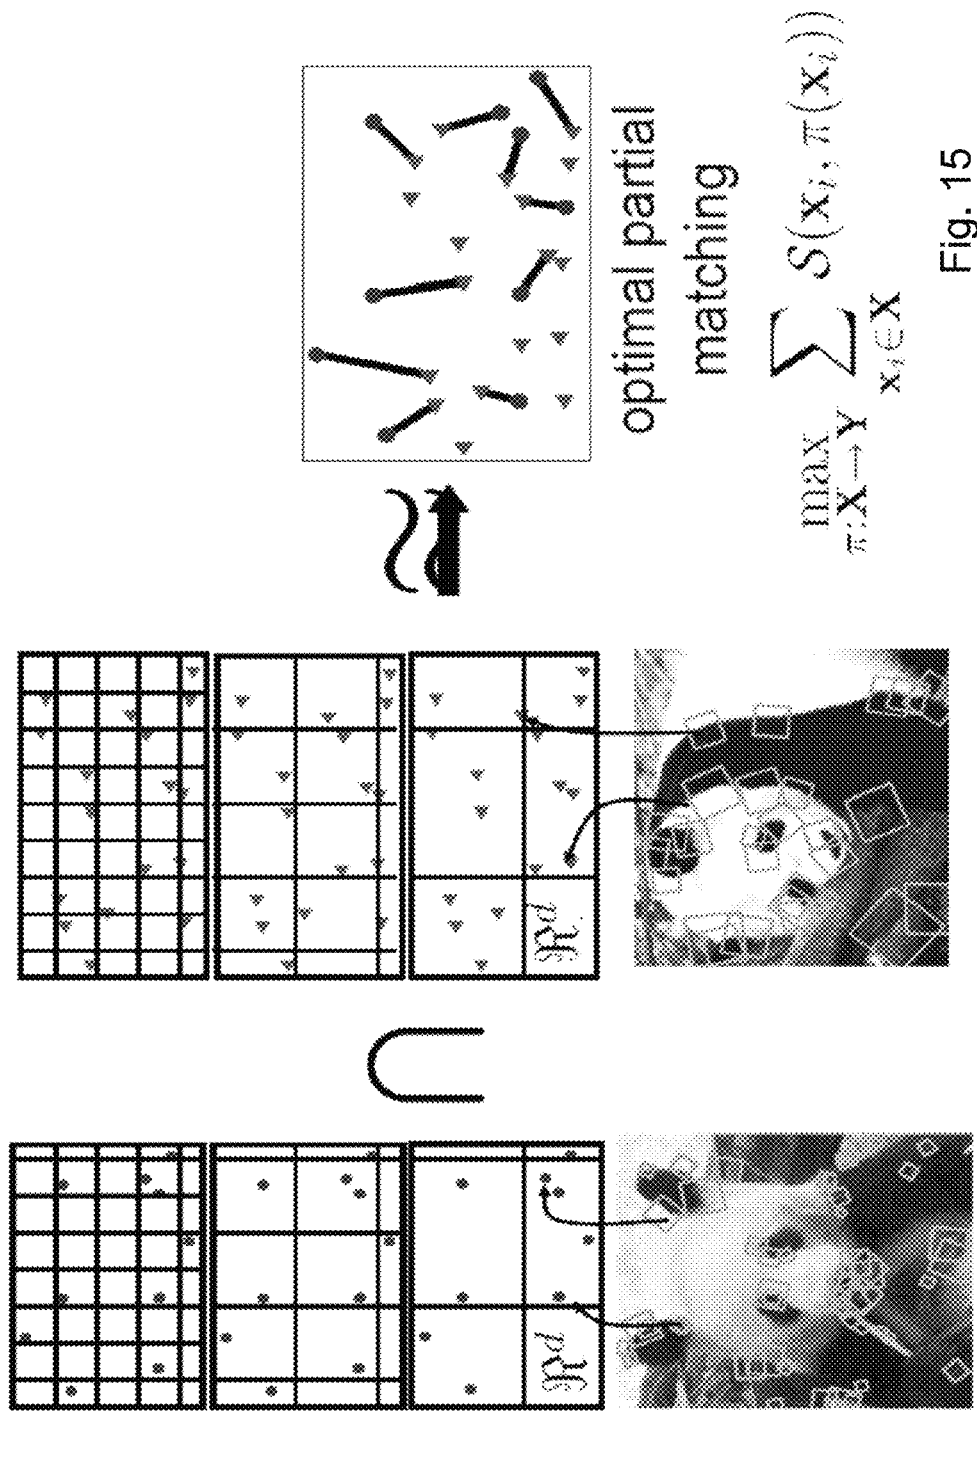 ℜᵈ
∩
ℜᵈ
≈
optimal partial
matching
max Σ S(xᵢ, π(xᵢ))
π:X→Y xᵢ∈X
Fig. 15